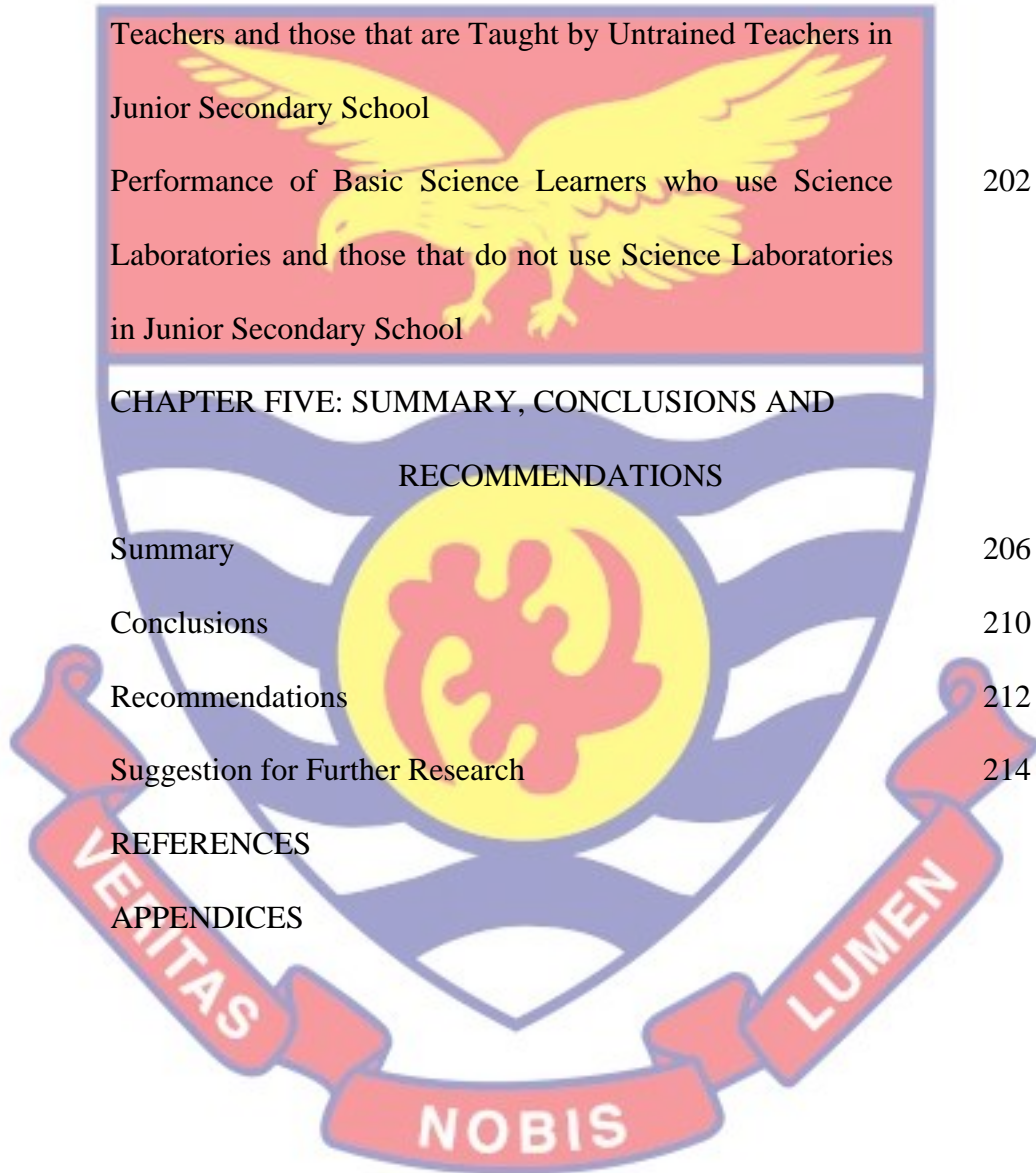 Teachers and those that are Taught by Untrained Teachers in
Junior Secondary School
Performance of Basic Science Learners who use Science 202
Laboratories and those that do not use Science Laboratories
in Junior Secondary School
CHAPTER FIVE: SUMMARY, CONCLUSIONS AND
RECOMMENDATIONS
Summary 206
Conclusions 210
Recommendations 212
Suggestion for Further Research 214
REFERENCES
APPENDICES
VERITAS
NOBIS
LUMEN